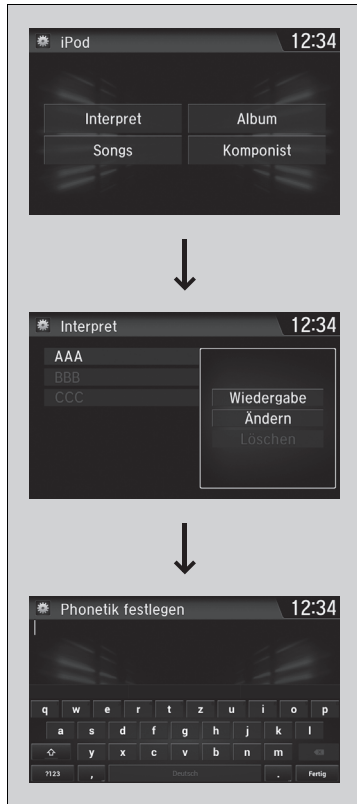 iPod 12:34
Interpret Album
Songs Komponist
Interpret 12:34
AAA
BBB
CCC
Wiedergabe
Ändern
Löschen
Phonetik festlegen 12:34
q w e r t z u i o p
a s d f g h j k l
y x c v b n m
?123 , Deutsch . Fertig